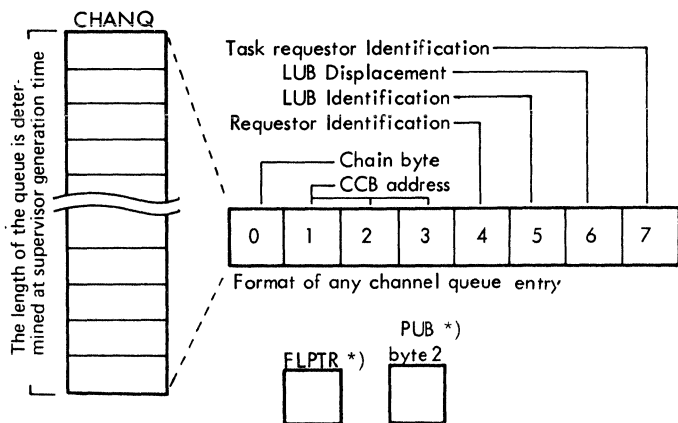 CHANQ
The length of the queue is deter-
mined at supervisor generation time
Task requestor Identification
LUB Displacement
LUB Identification
Requestor Identification
Chain byte
CCB address
0 1 2 3 4 5 6 7
Format of any channel queue entry
FLPTR *)
PUB *)
byte 2